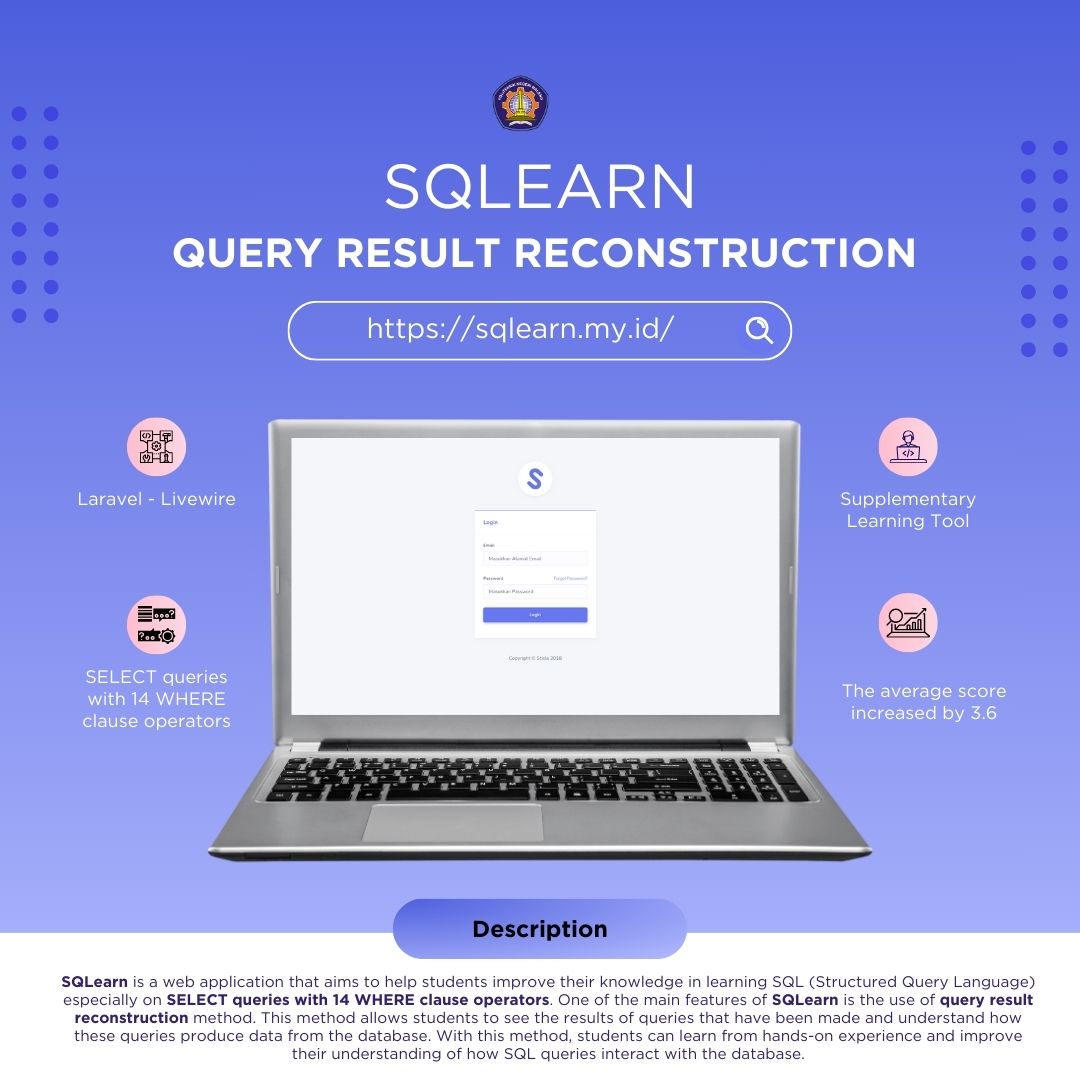 POLITEKNIK NEGERI MALANG
SQLEARN
QUERY RESULT RECONSTRUCTION
https://sqlearn.my.id/
Laravel - Livewire
SELECT queries
with 14 WHERE
clause operators
S
Login
Email
Masukkan Alamat Email
Password Forgot Password?
Masukkan Password
Login
Copyright © Stisla 2018
Supplementary
Learning Tool
The average score
increased by 3.6
Description
SQLearn is a web application that aims to help students improve their knowledge in learning SQL (Structured Query Language)
especially on SELECT queries with 14 WHERE clause operators. One of the main features of SQLearn is the use of query result
reconstruction method. This method allows students to see the results of queries that have been made and understand how
these queries produce data from the database. With this method, students can learn from hands-on experience and improve
their understanding of how SQL queries interact with the database.